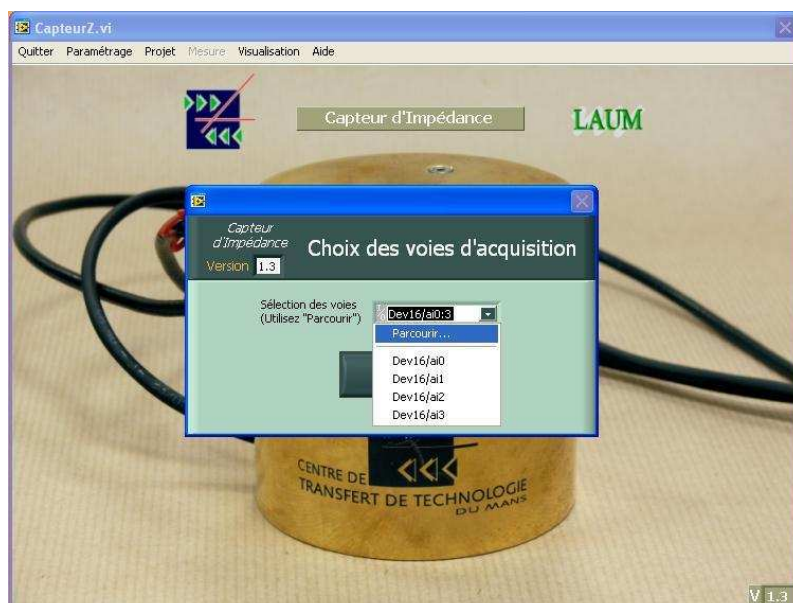 CapteurZ.vi
Quitter Paramétrage Projet Mesure Visualisation Aide
Capteur d'Impédance
LAUM
Capteur
d'Impédance
Version 1.3
Choix des voies d'acquisition
Sélection des voies
(Utilisez "Parcourir")
Dev16/ai0:3
Parcourir...
Dev16/ai0
Dev16/ai1
Dev16/ai2
Dev16/ai3
CENTRE DE
TRANSFERT DE TECHNOLOGIE
DU MANS
V 1.3